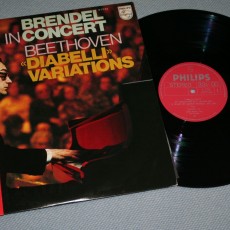 BRENDEL
IN CONCERT
BEETHOVEN
«DIABELLI»
VARIATIONS
PHILIPS